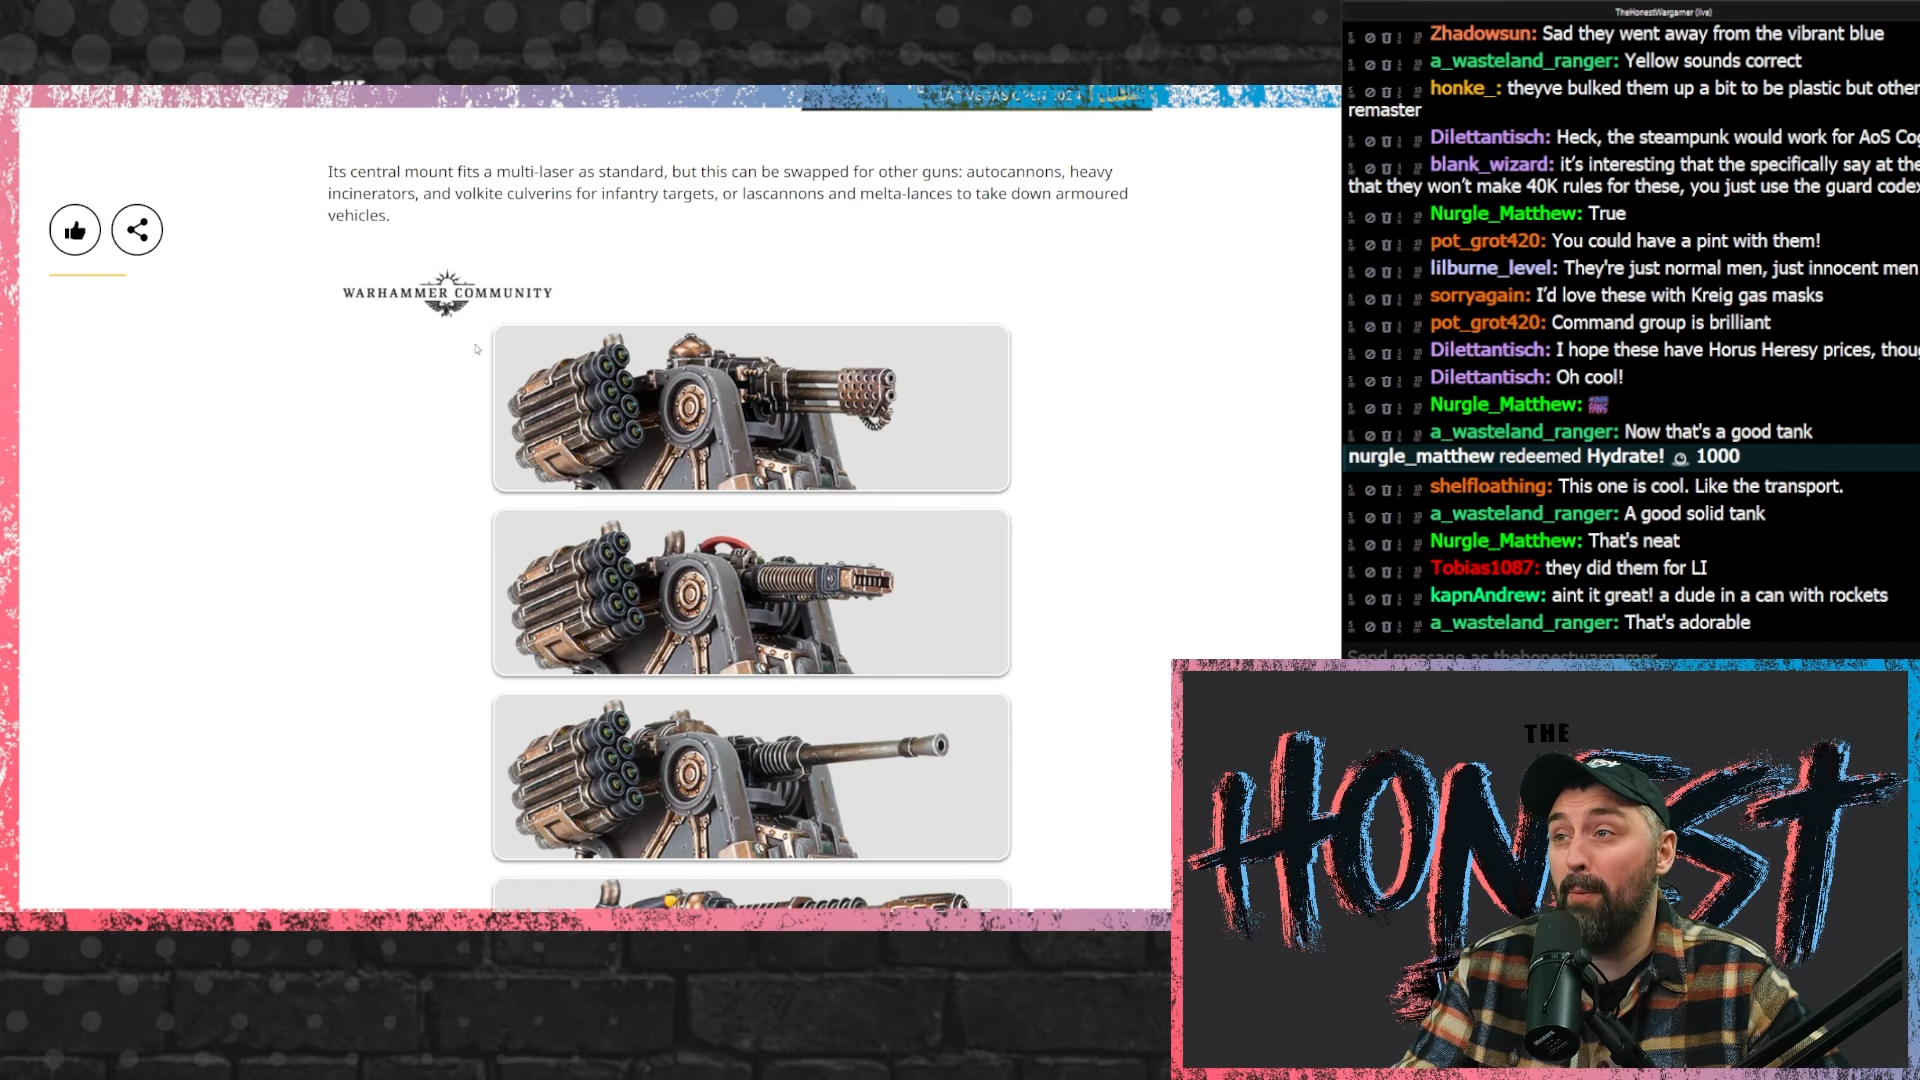 Its central mount fits a multi-laser as standard, but this can be swapped for other guns: autocannons, heavy
incinerators, and volkite culverins for infantry targets, or lascannons and melta-lances to take down armoured
vehicles.
WARHAMMER COMMUNITY
TheHonestWargamer (live)
Zhadowsun: Sad they went away from the vibrant blue
a_wasteland_ranger: Yellow sounds correct
honke_: theyve bulked them up a bit to be plastic but other
remaster
Dilettantisch: Heck, the steampunk would work for AoS Cog
blank_wizard: it's interesting that the specifically say at the
that they won't make 40K rules for these, you just use the guard codex
Nurgle_Matthew: True
pot_grot420: You could have a pint with them!
lilburne_level: They're just normal men, just innocent men
sorryagain: I'd love these with Kreig gas masks
pot_grot420: Command group is brilliant
Dilettantisch: I hope these have Horus Heresy prices, thoug
Dilettantisch: Oh cool!
Nurgle_Matthew:
a_wasteland_ranger: Now that's a good tank
nurgle_matthew redeemed Hydrate! 1000
shelfloathing: This one is cool. Like the transport.
a_wasteland_ranger: A good solid tank
Nurgle_Matthew: That's neat
Tobias1087: they did them for LI
kapnAndrew: aint it great! a dude in a can with rockets
a_wasteland_ranger: That's adorable
Send message as thehonestwargamer
THE
HONEST